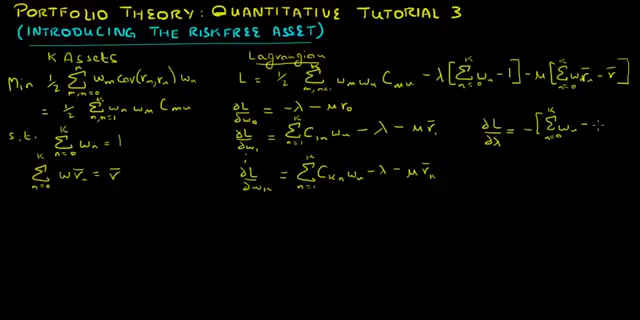 PORTFOLIO THEORY: QUANTITATIVE TUTORIAL 3
(INTRODUCING THE RISKFREE ASSET)
K Assets
Min ½ Σ_{m,n=0}^{K} w_m Cov(r_m, r_n) w_n
= ½ Σ_{m,n=1}^{K} w_n w_m C_{mn}
s.t. Σ_{n=0}^{K} w_n = 1
Σ_{n=0}^{K} w r̄_n = r̄
Lagrangian
L = ½ Σ_{m,n=1}^{K} w_m w_n C_{mn} - λ[Σ_{n=0}^{K} w_n - 1] - μ[Σ_{n=0}^{K} w_n r̄_n - r̄]
∂L/∂w_0 = -λ - μ r_0
∂L/∂w_1 = Σ_{n=1}^{K} C_{1n} w_n - λ - μ r̄_1
⋮
∂L/∂w_K = Σ_{n=1}^{K} C_{Kn} w_n - λ - μ r̄_K
∂L/∂λ = -[Σ_{n=0}^{K} w_n -